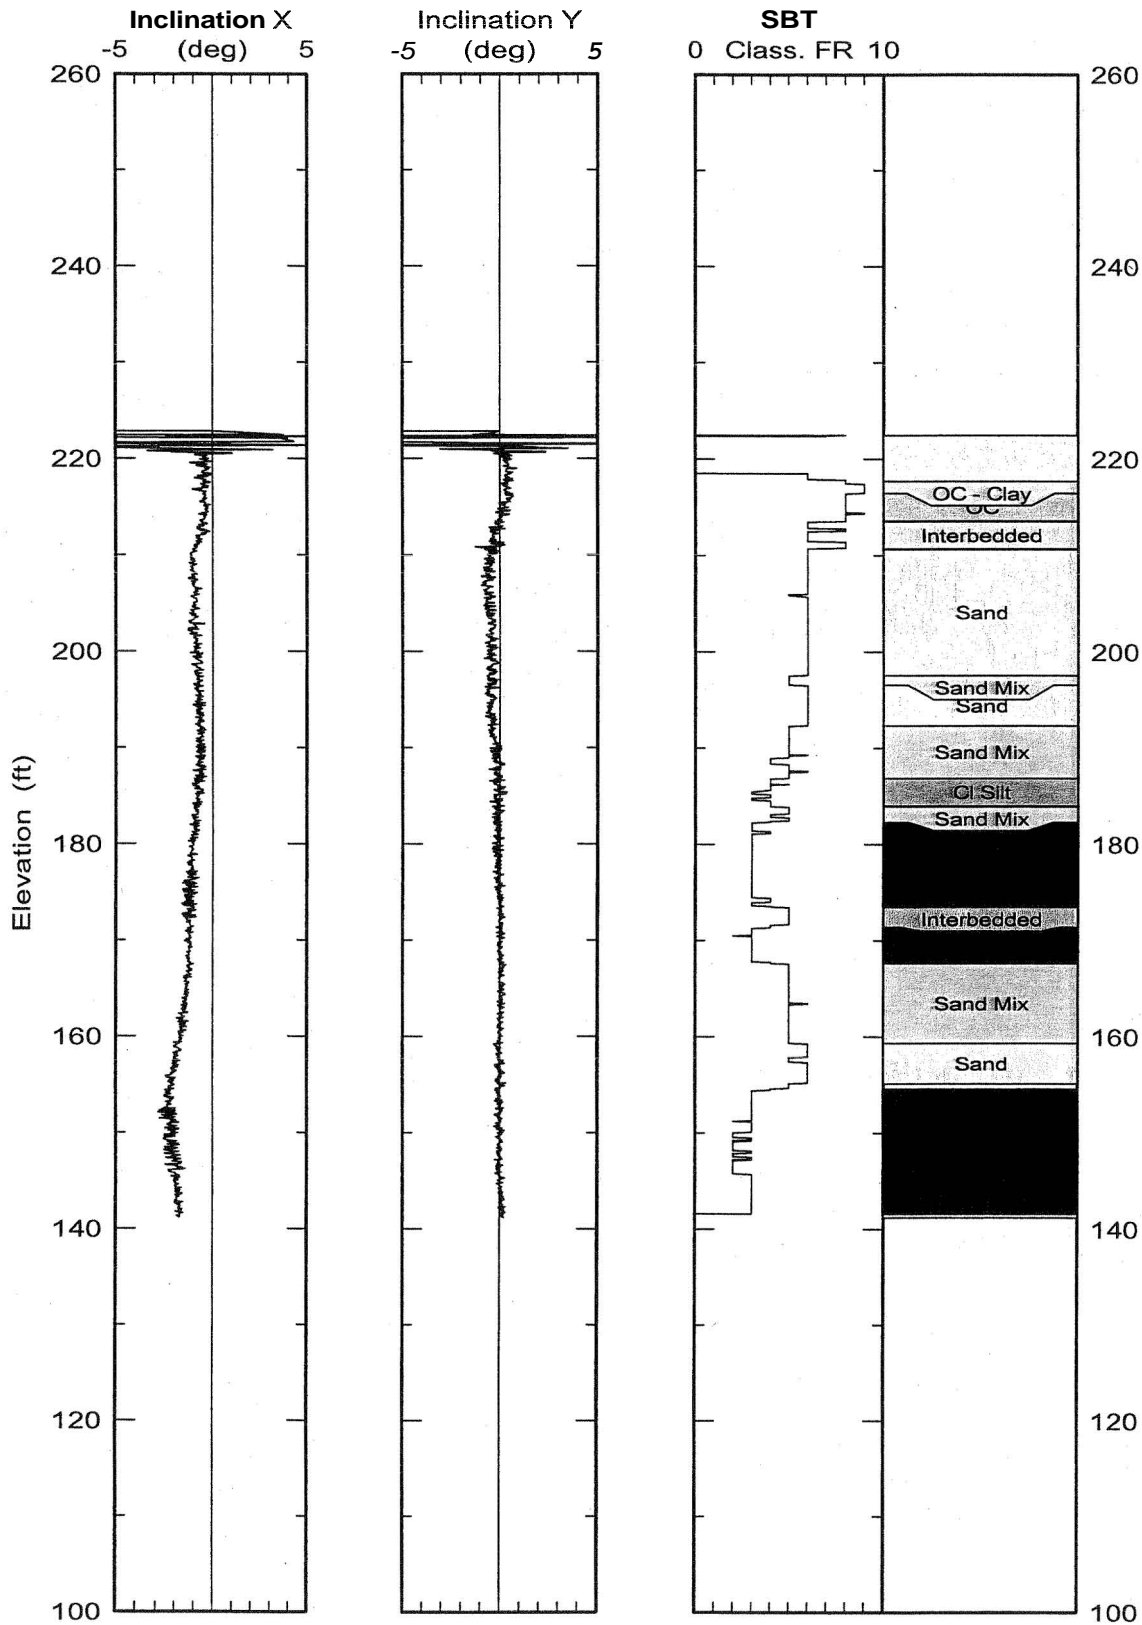 Inclination X
(deg)
-5 5
Inclination Y
(deg)
-5 5
SBT
Class. FR
0 10
Elevation (ft)
260
240
220
200
180
160
140
120
100
OC - Clay
OC
Interbedded
Sand
Sand Mix
Sand
Sand Mix
Cl Silt
Sand Mix
Interbedded
Sand Mix
Sand
260
240
220
200
180
160
140
120
100